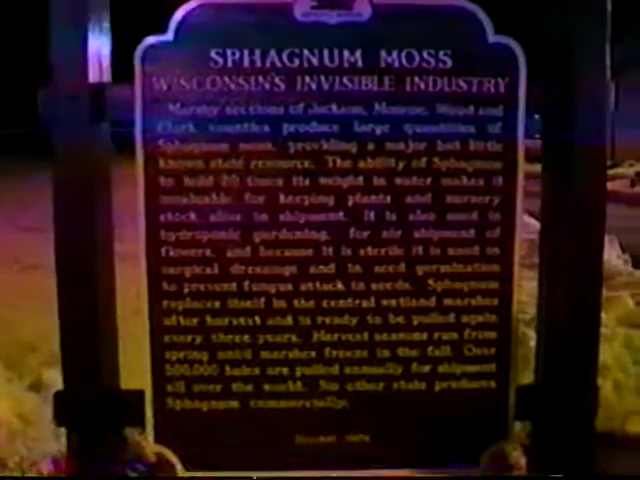 SPHAGNUM MOSS
WISCONSIN'S INVISIBLE INDUSTRY
Marshy sections of Jackson, Monroe, Wood and
Clark counties produce large quantities of
Sphagnum moss, providing a major but little
known state resource. The ability of Sphagnum
to hold 20 times its weight in water makes it
invaluable for keeping plants and nursery
stock alive in shipment. It is also used in
hydroponic gardening, for air shipment of
flowers, and because it is sterile it is used in
surgical dressings and in seed germination
to prevent fungus attack in seeds. Sphagnum
replaces itself in the central wetland marshes
after harvest and is ready to be pulled again
every three years. Harvest seasons run from
spring until marshes freeze in the fall. Over
300,000 bales are pulled annually for shipment
all over the world. No other state produces
Sphagnum commercially.
Erected